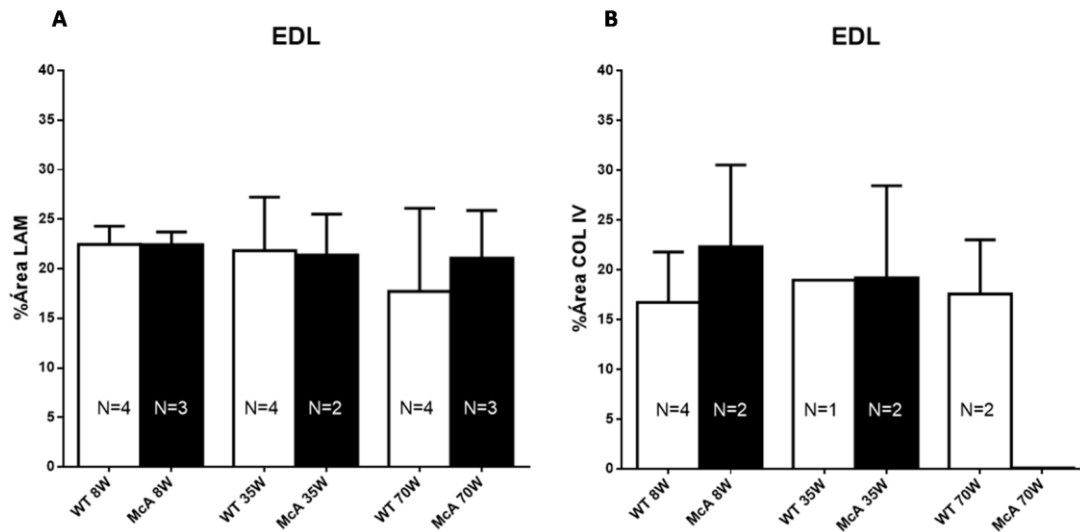 A
EDL
%Área LAM
40
35
30
25
20
15
10
5
0
N=4
N=3
N=4
N=2
N=4
N=3
WT 8W
McA 8W
WT 35W
McA 35W
WT 70W
McA 70W
B
EDL
%Área COL IV
40
35
30
25
20
15
10
5
0
N=4
N=2
N=1
N=2
N=2
WT 8W
McA 8W
WT 35W
McA 35W
WT 70W
McA 70W